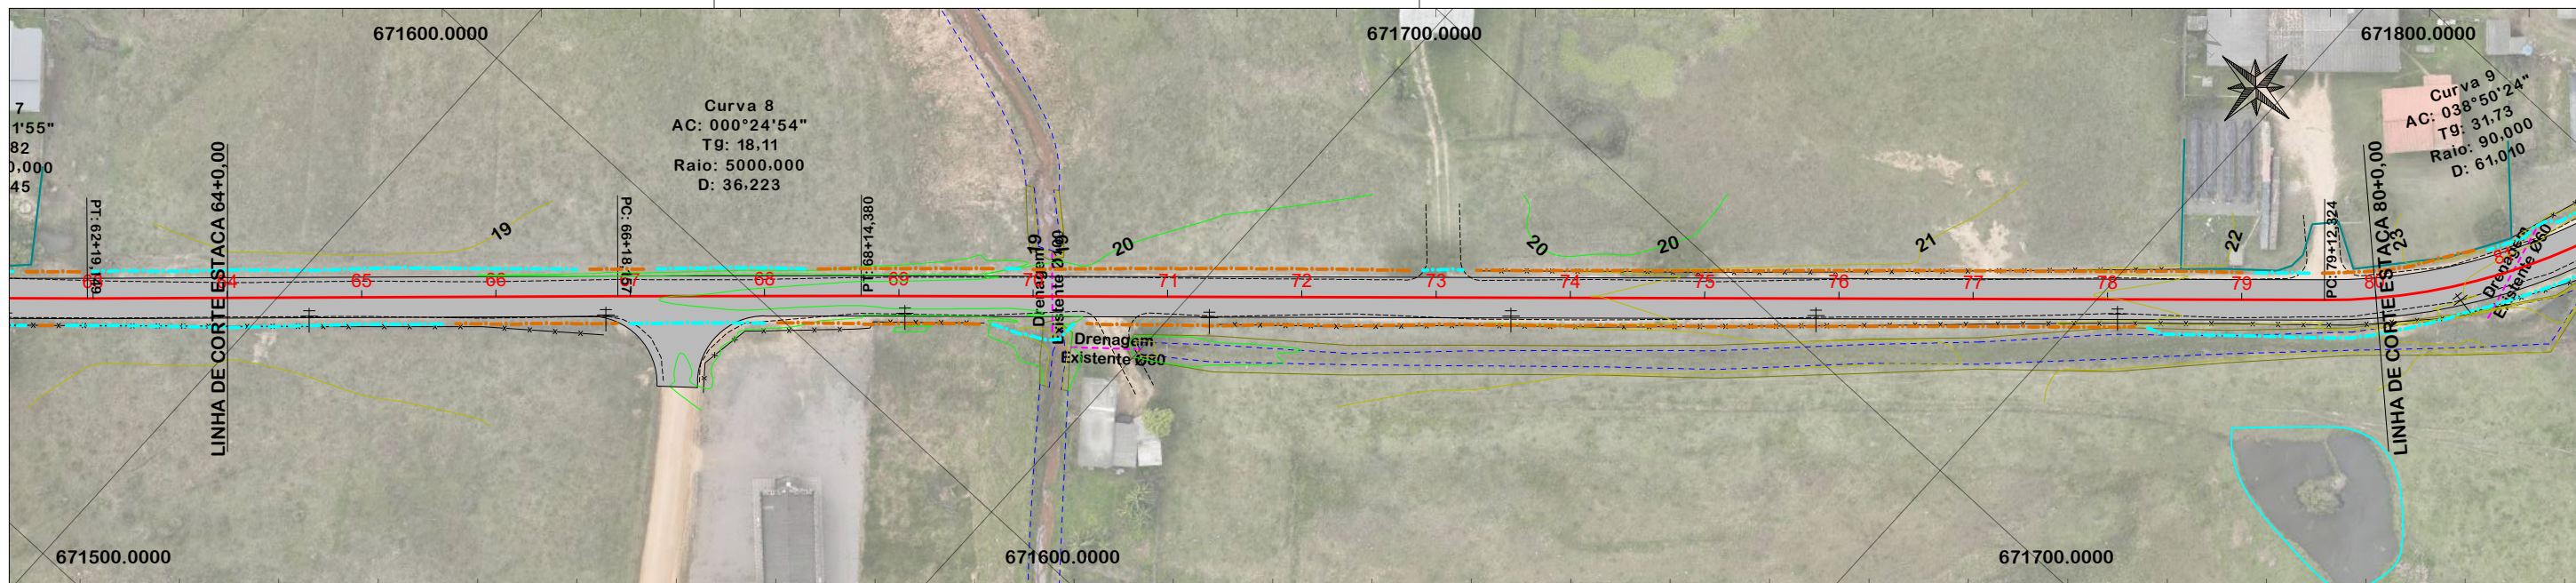 671600.0000
671700.0000
671800.0000
7
1'55"
82
0,000
45
Curva 8
AC: 000°24'54"
Tg: 18,11
Raio: 5000,000
D: 36,223
Curva 9
AC: 038°50'24"
Tg: 31,73
Raio: 90,000
D: 61,010
PT: 62+19,149
LINHA DE CORTE ESTACA 64+0,00
PC: 66+18,157
PT: 68+14,380
PC: 79+12,324
LINHA DE CORTE ESTACA 80+0,00
19
19
20
20
20
21
22
23
64
65
66
67
68
69
70
71
72
73
74
75
76
77
78
79
80
Drenagem
Existente
Drenagem
Existente Ø80
Drenagem
Existente Ø60
671500.0000
671600.0000
671700.0000